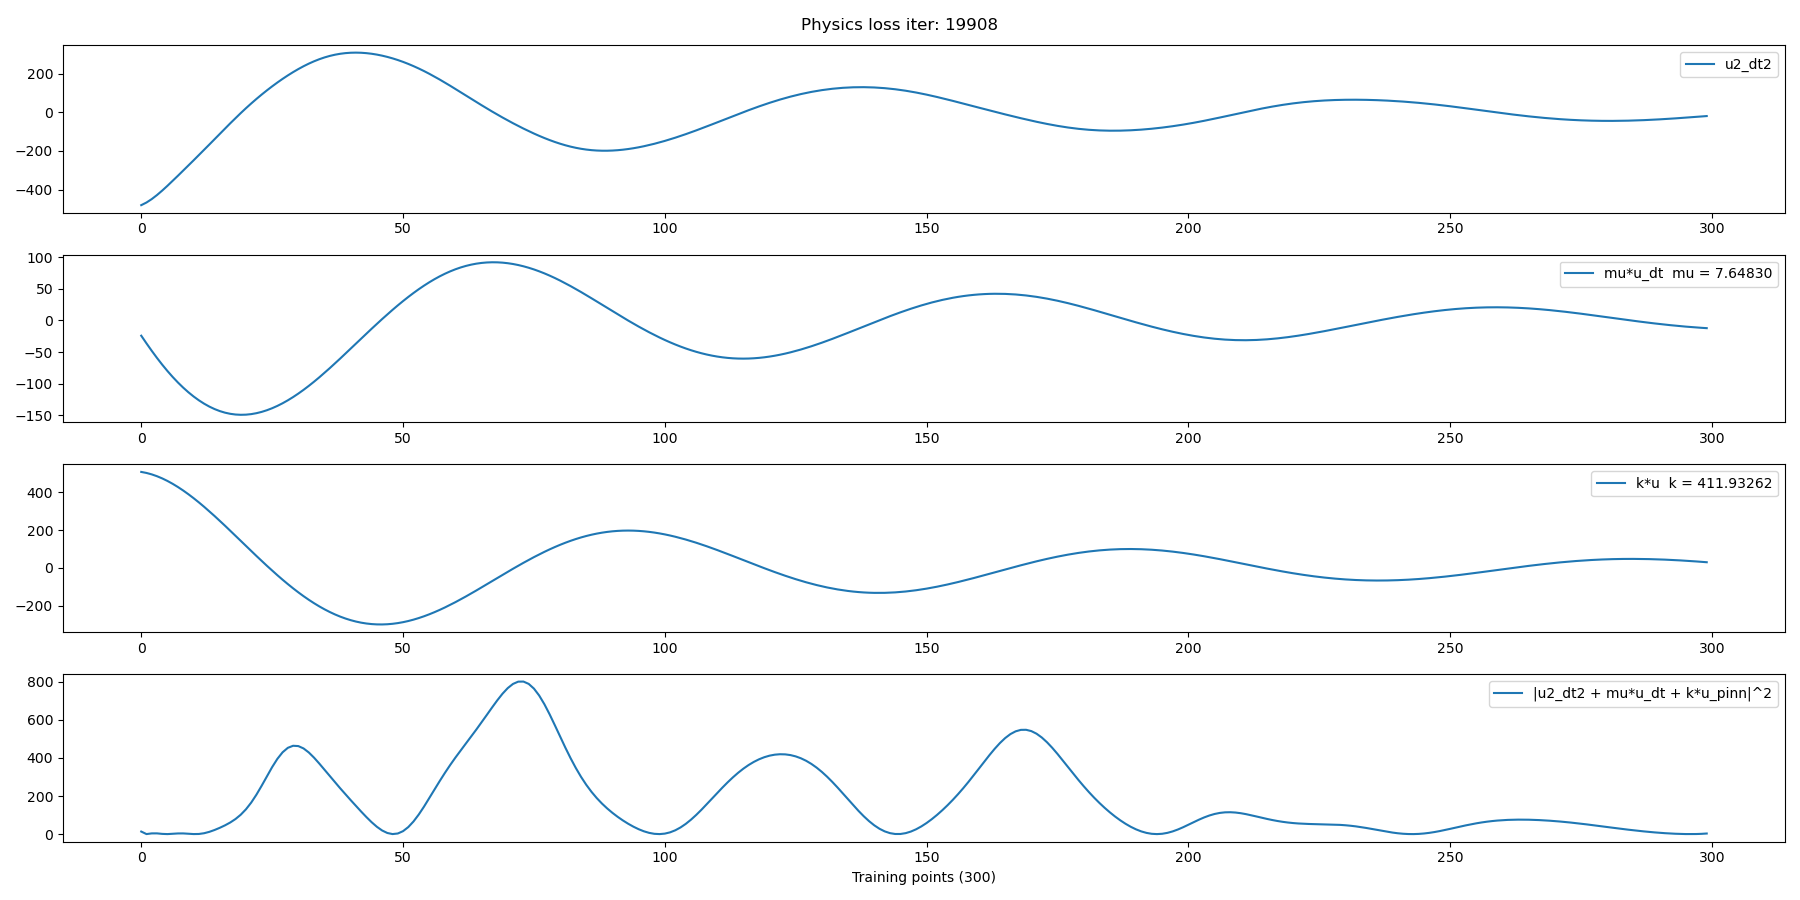 Physics loss iter: 19908
u2_dt2
200
0
−200
−400
0 50 100 150 200 250 300
mu*u_dt  mu = 7.64830
100
50
0
−50
−100
−150
0 50 100 150 200 250 300
k*u  k = 411.93262
400
200
0
−200
0 50 100 150 200 250 300
|u2_dt2 + mu*u_dt + k*u_pinn|^2
800
600
400
200
0
0 50 100 150 200 250 300
Training points (300)